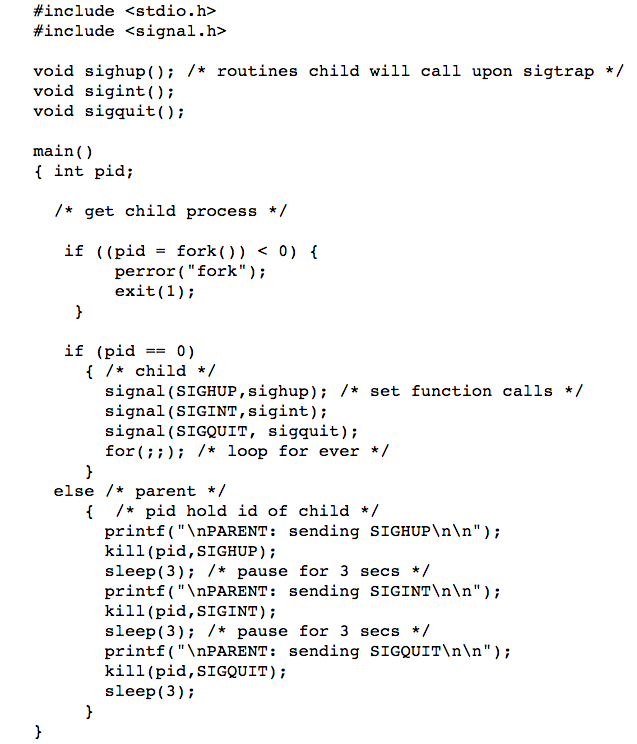 #include <stdio.h>
#include <signal.h>

void sighup(); /* routines child will call upon sigtrap */
void sigint();
void sigquit();

main()
{ int pid;

  /* get child process */

   if ((pid = fork()) < 0) {
        perror("fork");
        exit(1);
    }

   if (pid == 0)
     { /* child */
       signal(SIGHUP,sighup); /* set function calls */
       signal(SIGINT,sigint);
       signal(SIGQUIT, sigquit);
       for(;;); /* loop for ever */
     }
  else /* parent */
     {  /* pid hold id of child */
       printf("\nPARENT: sending SIGHUP\n\n");
       kill(pid,SIGHUP);
       sleep(3); /* pause for 3 secs */
       printf("\nPARENT: sending SIGINT\n\n");
       kill(pid,SIGINT);
       sleep(3); /* pause for 3 secs */
       printf("\nPARENT: sending SIGQUIT\n\n");
       kill(pid,SIGQUIT);
       sleep(3);
     }
}